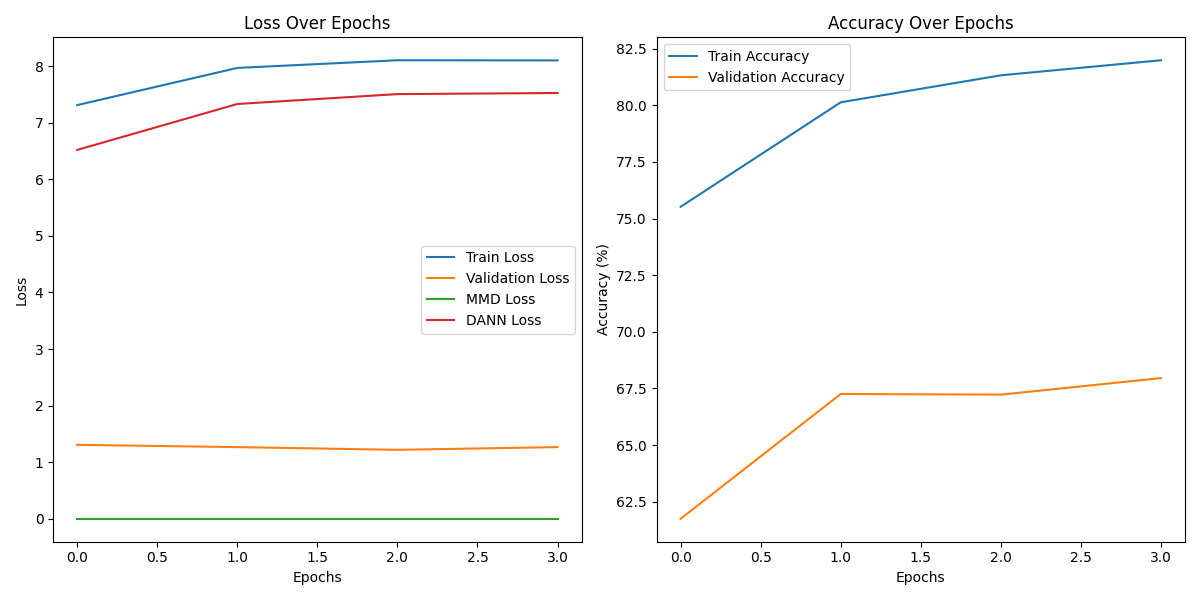 Loss Over Epochs
8
7
6
5
4
3
2
1
0
Loss
0.0 0.5 1.0 1.5 2.0 2.5 3.0
Epochs
Train Loss
Validation Loss
MMD Loss
DANN Loss
Accuracy Over Epochs
82.5
80.0
77.5
75.0
72.5
70.0
67.5
65.0
62.5
Accuracy (%)
0.0 0.5 1.0 1.5 2.0 2.5 3.0
Epochs
Train Accuracy
Validation Accuracy